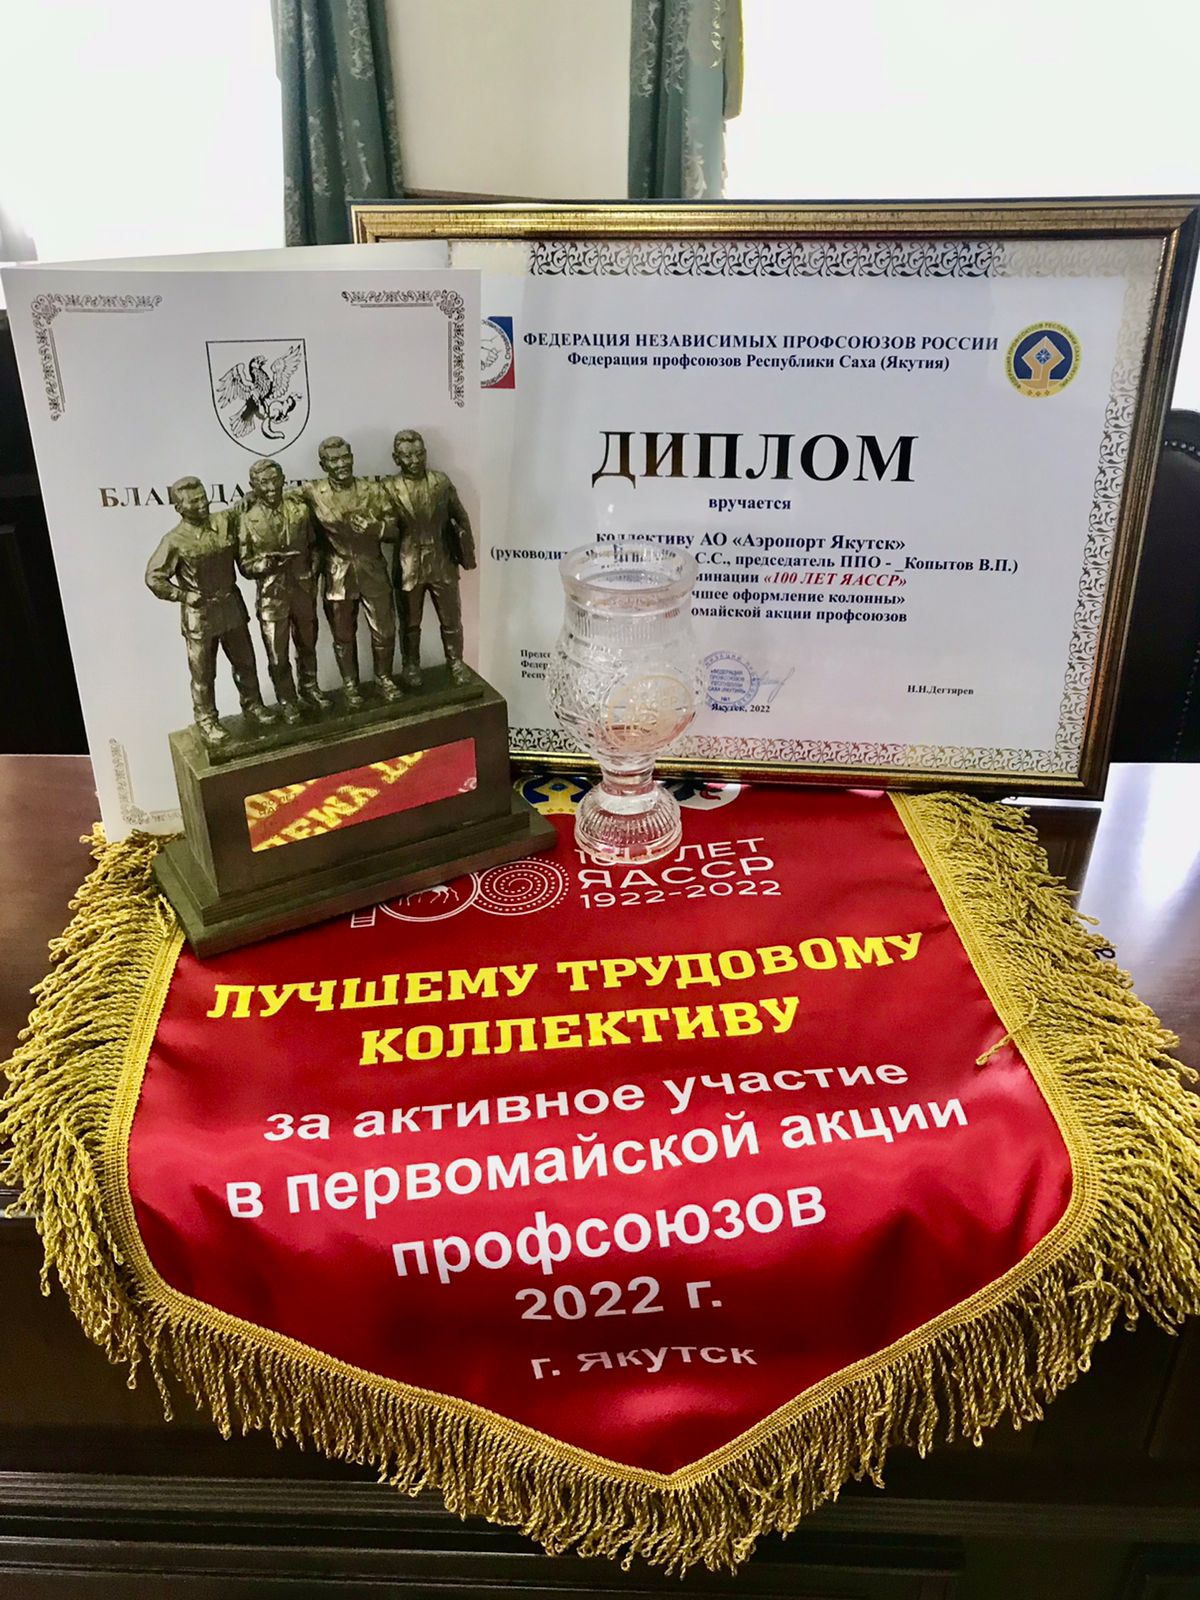 ФЕДЕРАЦИЯ НЕЗАВИСИМЫХ ПРОФСОЮЗОВ РОССИИ
Федерация профсоюзов Республики Саха (Якутия)
ДИПЛОМ
вручается
коллективу АО «Аэропорт Якутск»
С.С., председатель ППО - _Копытов В.П.)
«100 ЛЕТ ЯАССР»
оформление колонны»
акции профсоюзов
Н.Н.Дегтярев
Якутск, 2022
ЛЕТ
ЯАССР
1922-2022
ЛУЧШЕМУ ТРУДОВОМУ
КОЛЛЕКТИВУ
за активное участие
в первомайской акции
профсоюзов
2022 г.
г. Якутск